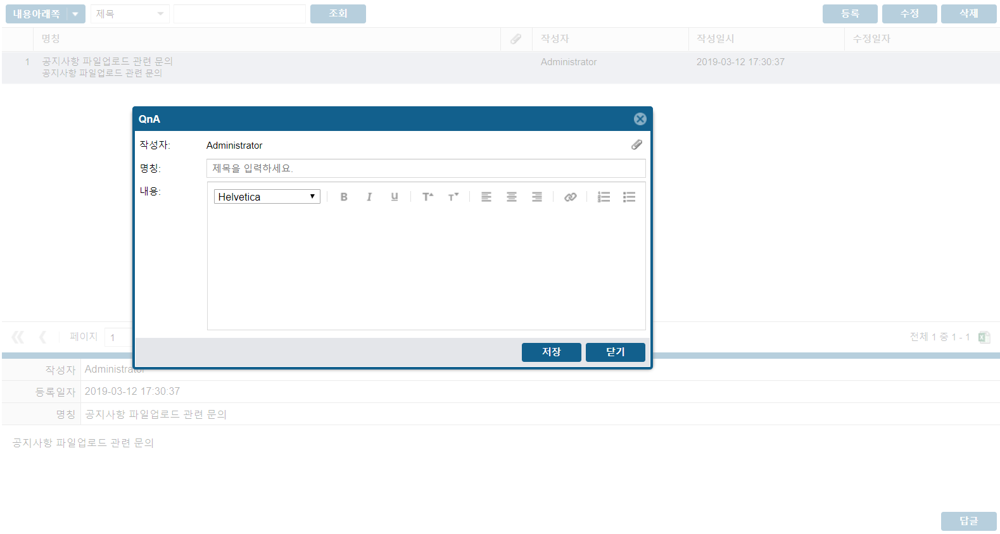 내용아래쪽 제목 조회 등록 수정 삭제
명칭 작성자 작성일시 수정일자
1 공지사항 파일업로드 관련 문의 Administrator 2019-03-12 17:30:37
공지사항 파일업로드 관련 문의
QnA
작성자: Administrator
명칭: 제목을 입력하세요.
내용: Helvetica B I U T T
저장 닫기
페이지 1 전체 1 중 1 - 1
작성자 Administrator
등록일자 2019-03-12 17:30:37
명칭 공지사항 파일업로드 관련 문의
공지사항 파일업로드 관련 문의
답글